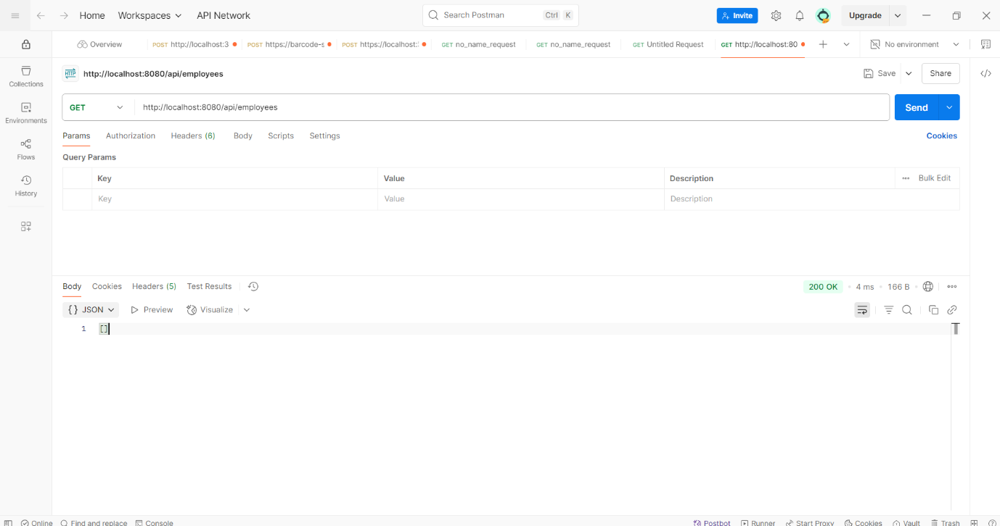 Home Workspaces API Network Search Postman Ctrl K Invite Upgrade
Overview POST http://localhost:3 POST https://barcode-s POST https://localhost: GET no_name_request GET no_name_request GET Untitled Request GET http://localhost:80 No environment
HTTP http://localhost:8080/api/employees Save Share
Collections
GET http://localhost:8080/api/employees Send
Environments
Params Authorization Headers (6) Body Scripts Settings Cookies
Flows
Query Params
Key Value Description Bulk Edit
History
Key Value Description
Body Cookies Headers (5) Test Results 200 OK 4 ms 166 B
{} JSON Preview Visualize
1 []
Online Find and replace Console Postbot Runner Start Proxy Cookies Vault Trash